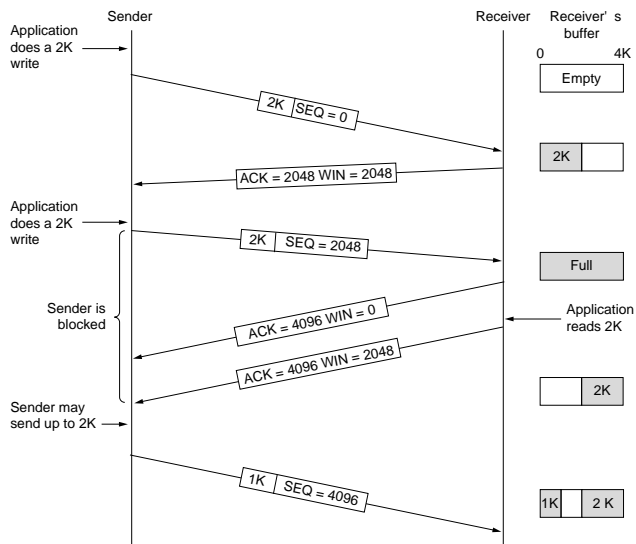 Sender
Receiver
Receiver' s
buffer
Application
does a 2K
write
0 4K
Empty
2K SEQ = 0
2K
ACK = 2048 WIN = 2048
Application
does a 2K
write
2K SEQ = 2048
Full
Sender is
blocked
ACK = 4096 WIN = 0
Application
reads 2K
ACK = 4096 WIN = 2048
2K
Sender may
send up to 2K
1K SEQ = 4096
1K 2 K